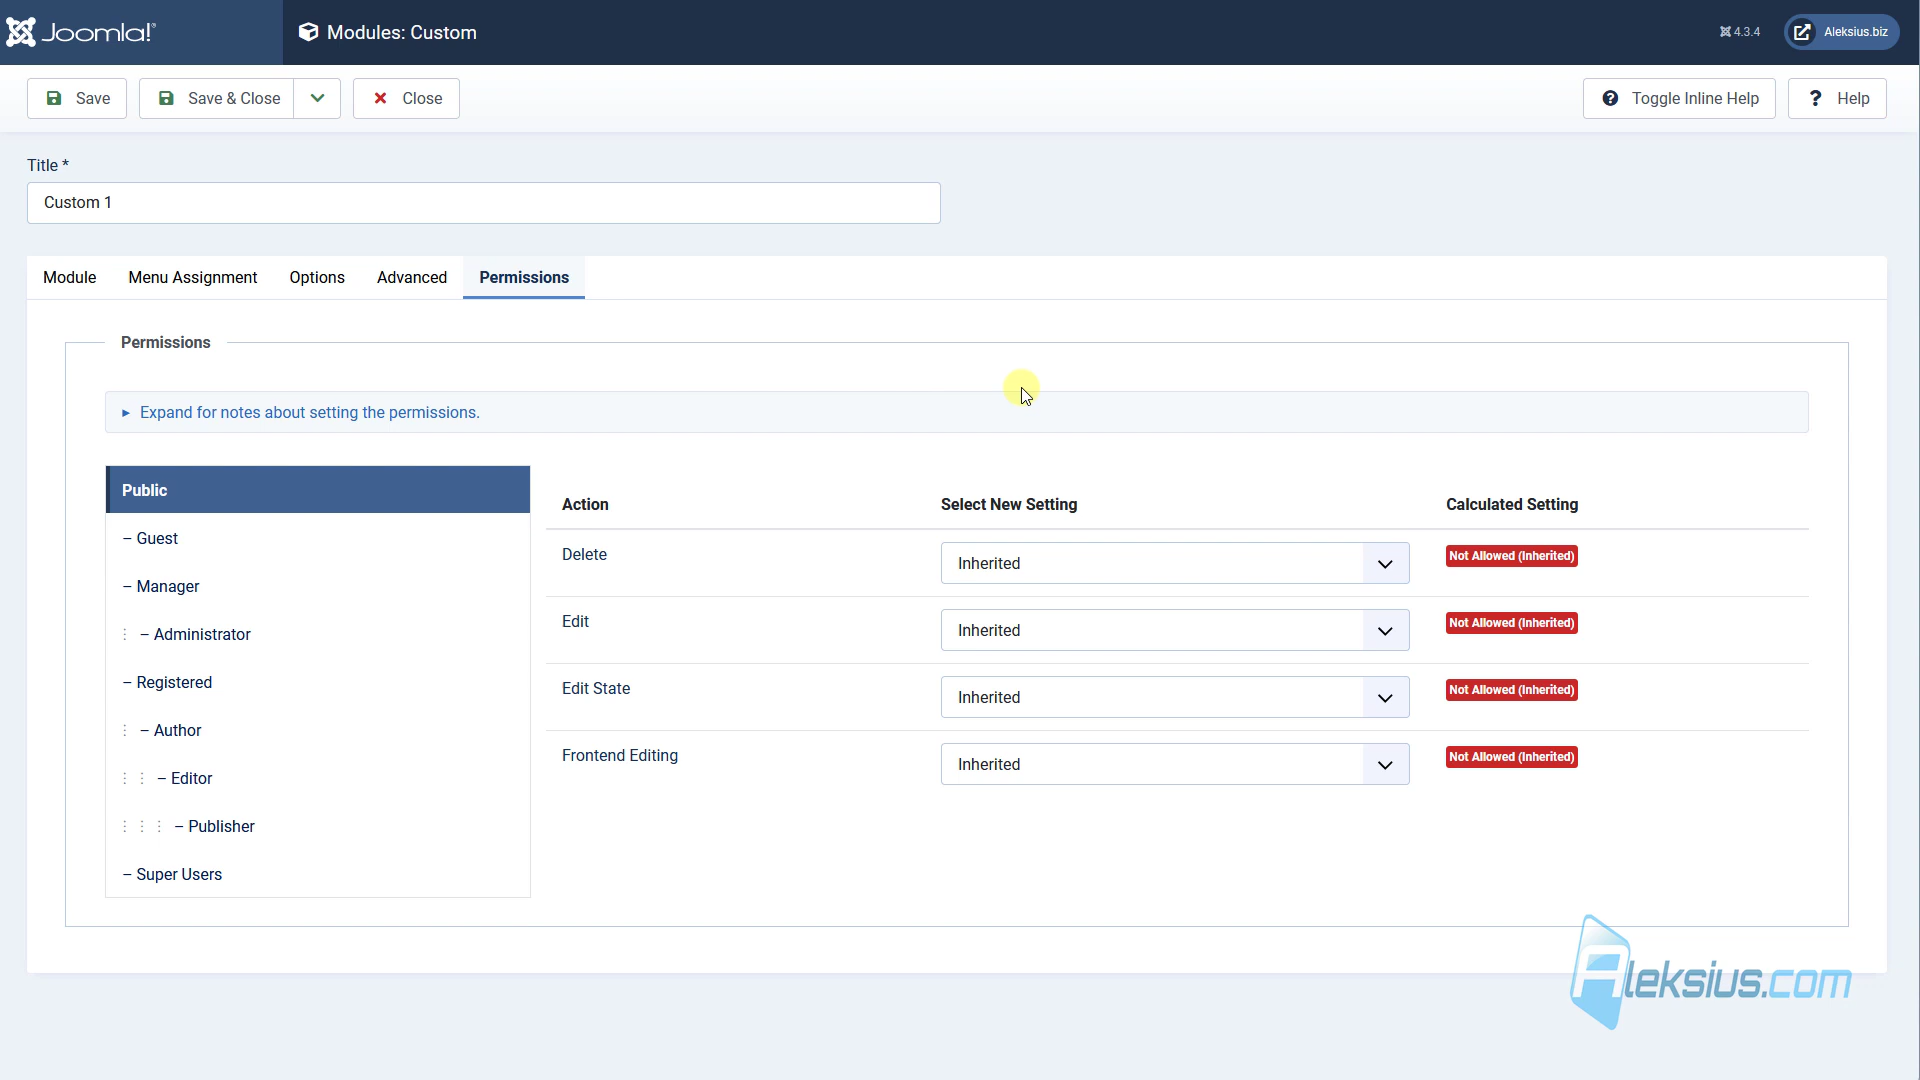 Joomla!
Modules: Custom
4.3.4
Aleksius.biz
Save
Save & Close
Close
Toggle Inline Help
? Help
Title *
Custom 1
Module
Menu Assignment
Options
Advanced
Permissions
Permissions
Expand for notes about setting the permissions.
Public
– Guest
– Manager
– Administrator
– Registered
– Author
– Editor
– Publisher
– Super Users
Action
Select New Setting
Calculated Setting
Delete
Inherited
Not Allowed (Inherited)
Edit
Inherited
Not Allowed (Inherited)
Edit State
Inherited
Not Allowed (Inherited)
Frontend Editing
Inherited
Not Allowed (Inherited)
Aleksius.com